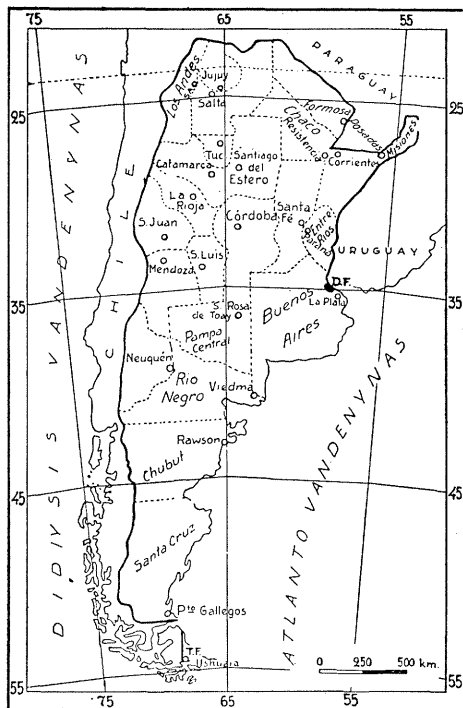 75
65
55
PARAGUAY
Los Andes
Jujuy
Salta
Formosa
25
25
Chaco
Posadas
Resistencia
Misiones
Corrientes
Tuc.
Catamarca
Santiago
del
Estero
La
Rioja
Santa
Fé
Córdoba
Entre
Rios
Parana
S. Juan
URUGUAY
S. Luis
Mendoza
D.F.
35
35
La Plata
S. Rosa
de Toay
Buenos
Aires
Pampa
Central
Neuquén
Rio
Negro
Viedma
Rawson
Chubut
45
45
Santa Cruz
Pto Gallegos
T.F.
Ushuaia
0 250 500 km.
55
55
75
65
55
CHILE
DIDIVSIS VANDENYNAS
ATLANTO VANDENYNAS